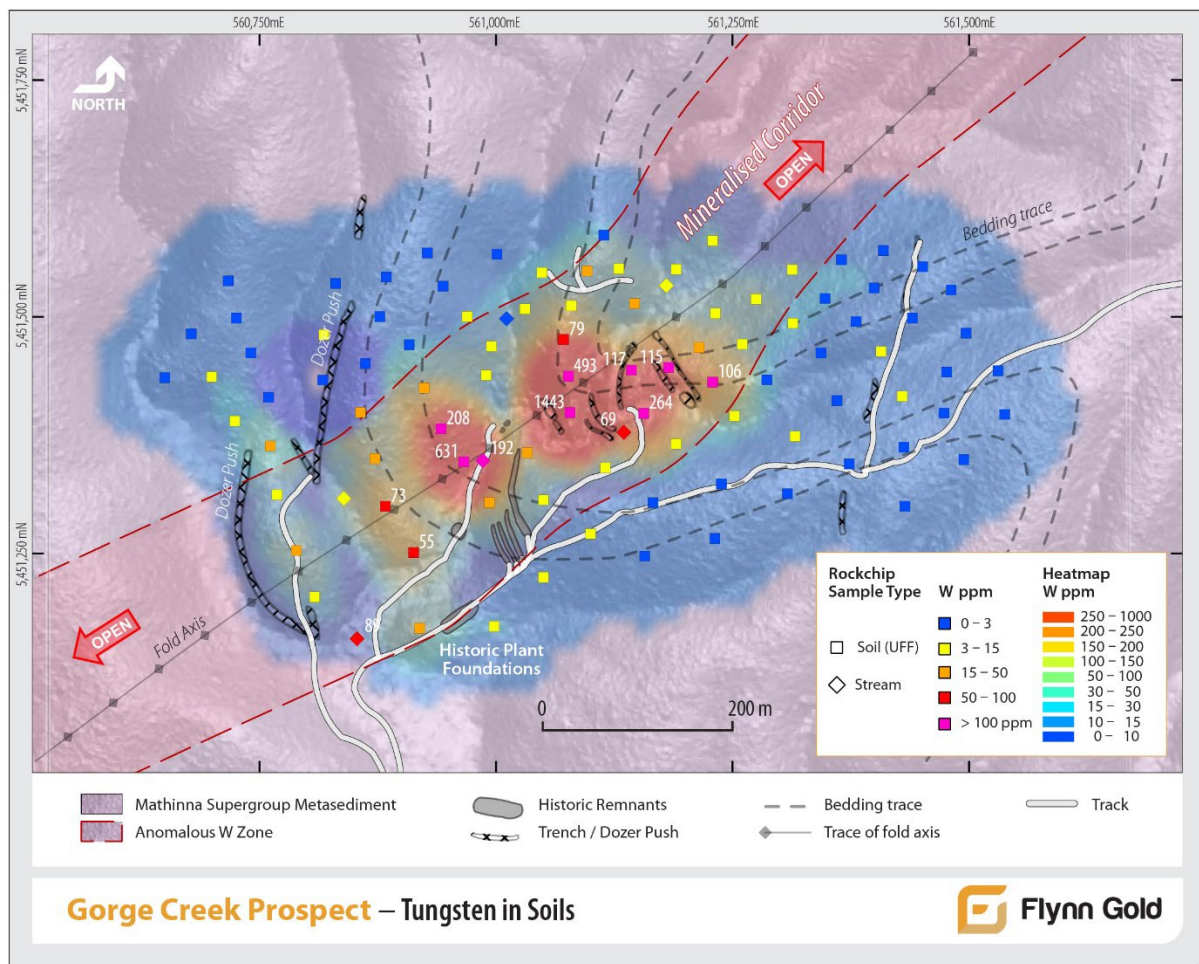 560,750mE
561,000mE
561,250mE
561,500mE
5,451,750 mN
5,451,500 mN
5,451,250 mN
NORTH
Mineralised Corridor
OPEN
Bedding trace
Dozer Push
Dozer Push
79
493
117
115
106
1443
264
69
208
631
192
73
55
89
OPEN
Fold Axis
Historic Plant
Foundations
0 200 m
Rockchip
Sample Type
Soil (UFF)
Stream
W ppm
0 – 3
3 – 15
15 – 50
50 – 100
> 100 ppm
Heatmap
W ppm
250 – 1000
200 – 250
150 – 200
100 – 150
50 – 100
30 – 50
15 – 30
10 – 15
0 – 10
Mathinna Supergroup Metasediment
Anomalous W Zone
Historic Remnants
Trench / Dozer Push
Bedding trace
Trace of fold axis
Track
Gorge Creek Prospect – Tungsten in Soils
Flynn Gold